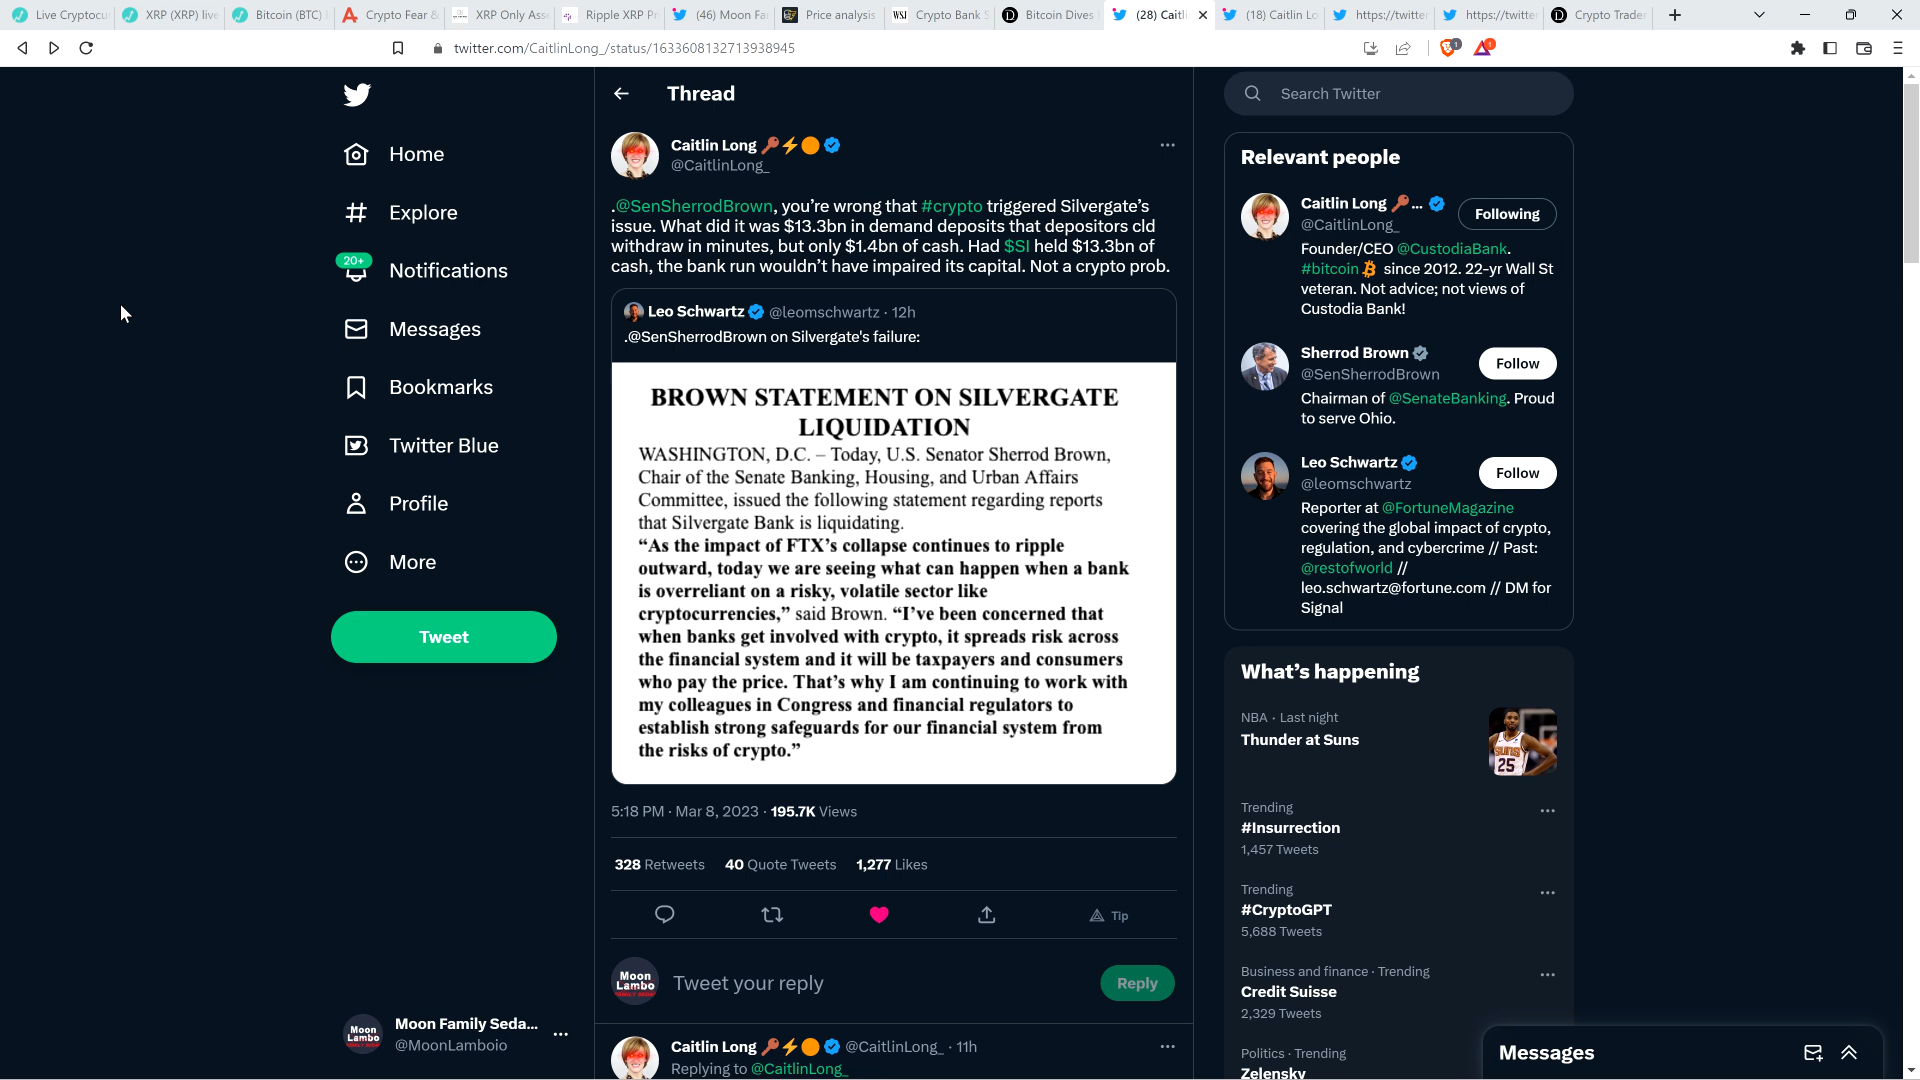 Live Cryptocur
XRP (XRP) live
Bitcoin (BTC)
Crypto Fear &
XRP Only Asse
Ripple XRP Pr
(46) Moon Fa
Price analysis
WSJ
Crypto Bank S
Bitcoin Dives
(28) Caitl
(18) Caitlin Lo
https://twitter
https://twitter
Crypto Trader
twitter.com/CaitlinLong_/status/1633608132713938945
1
1
Home
Explore
20+
Notifications
Messages
Bookmarks
Twitter Blue
Profile
More
Tweet
Moon
Lambo
Moon Family Seda...
@MoonLamboio
Thread
Caitlin Long
@CaitlinLong_
.@SenSherrodBrown, you're wrong that #crypto triggered Silvergate's
issue. What did it was $13.3bn in demand deposits that depositors cld
withdraw in minutes, but only $1.4bn of cash. Had $SI held $13.3bn of
cash, the bank run wouldn't have impaired its capital. Not a crypto prob.
Leo Schwartz @leomschwartz · 12h
.@SenSherrodBrown on Silvergate's failure:
BROWN STATEMENT ON SILVERGATE
LIQUIDATION
WASHINGTON, D.C. – Today, U.S. Senator Sherrod Brown,
Chair of the Senate Banking, Housing, and Urban Affairs
Committee, issued the following statement regarding reports
that Silvergate Bank is liquidating.
“As the impact of FTX’s collapse continues to ripple
outward, today we are seeing what can happen when a bank
is overreliant on a risky, volatile sector like
cryptocurrencies,” said Brown. “I’ve been concerned that
when banks get involved with crypto, it spreads risk across
the financial system and it will be taxpayers and consumers
who pay the price. That’s why I am continuing to work with
my colleagues in Congress and financial regulators to
establish strong safeguards for our financial system from
the risks of crypto.”
5:18 PM · Mar 8, 2023 · 195.7K Views
328 Retweets 40 Quote Tweets 1,277 Likes
Tip
Moon
Lambo
Tweet your reply
Reply
Caitlin Long @CaitlinLong_ · 11h
Replying to @CaitlinLong_
Search Twitter
Relevant people
Caitlin Long ...
@CaitlinLong_
Following
Founder/CEO @CustodiaBank.
#bitcoin since 2012. 22-yr Wall St
veteran. Not advice; not views of
Custodia Bank!
Sherrod Brown
@SenSherrodBrown
Follow
Chairman of @SenateBanking. Proud
to serve Ohio.
Leo Schwartz
@leomschwartz
Follow
Reporter at @FortuneMagazine
covering the global impact of crypto,
regulation, and cybercrime // Past:
@restofworld //
leo.schwartz@fortune.com // DM for
Signal
What's happening
NBA · Last night
Thunder at Suns
25
Trending
#Insurrection
1,457 Tweets
Trending
#CryptoGPT
5,688 Tweets
Business and finance · Trending
Credit Suisse
2,329 Tweets
Politics · Trending
Zelensky
Messages